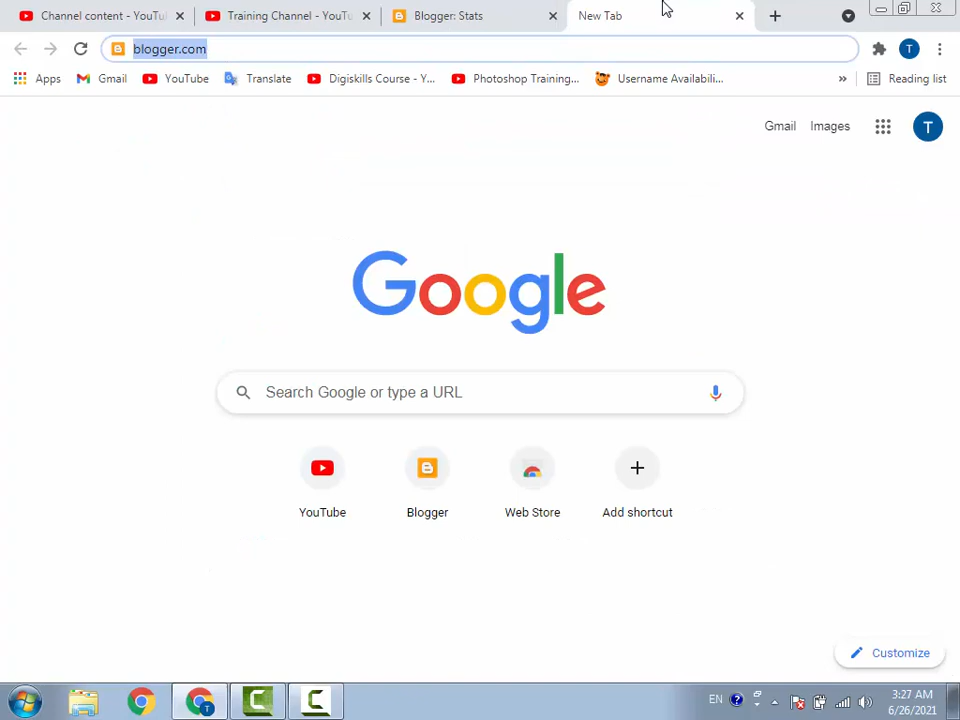 Channel content - YouTu
Training Channel - YouTu
Blogger: Stats
New Tab
blogger.com
Apps
Gmail
YouTube
Translate
Digiskills Course - Y...
Photoshop Training...
Username Availabili...
»
Reading list
Gmail
Images
T
T
Google
Search Google or type a URL
YouTube
Blogger
Web Store
Add shortcut
Customize
T
EN
3:27 AM
6/26/2021